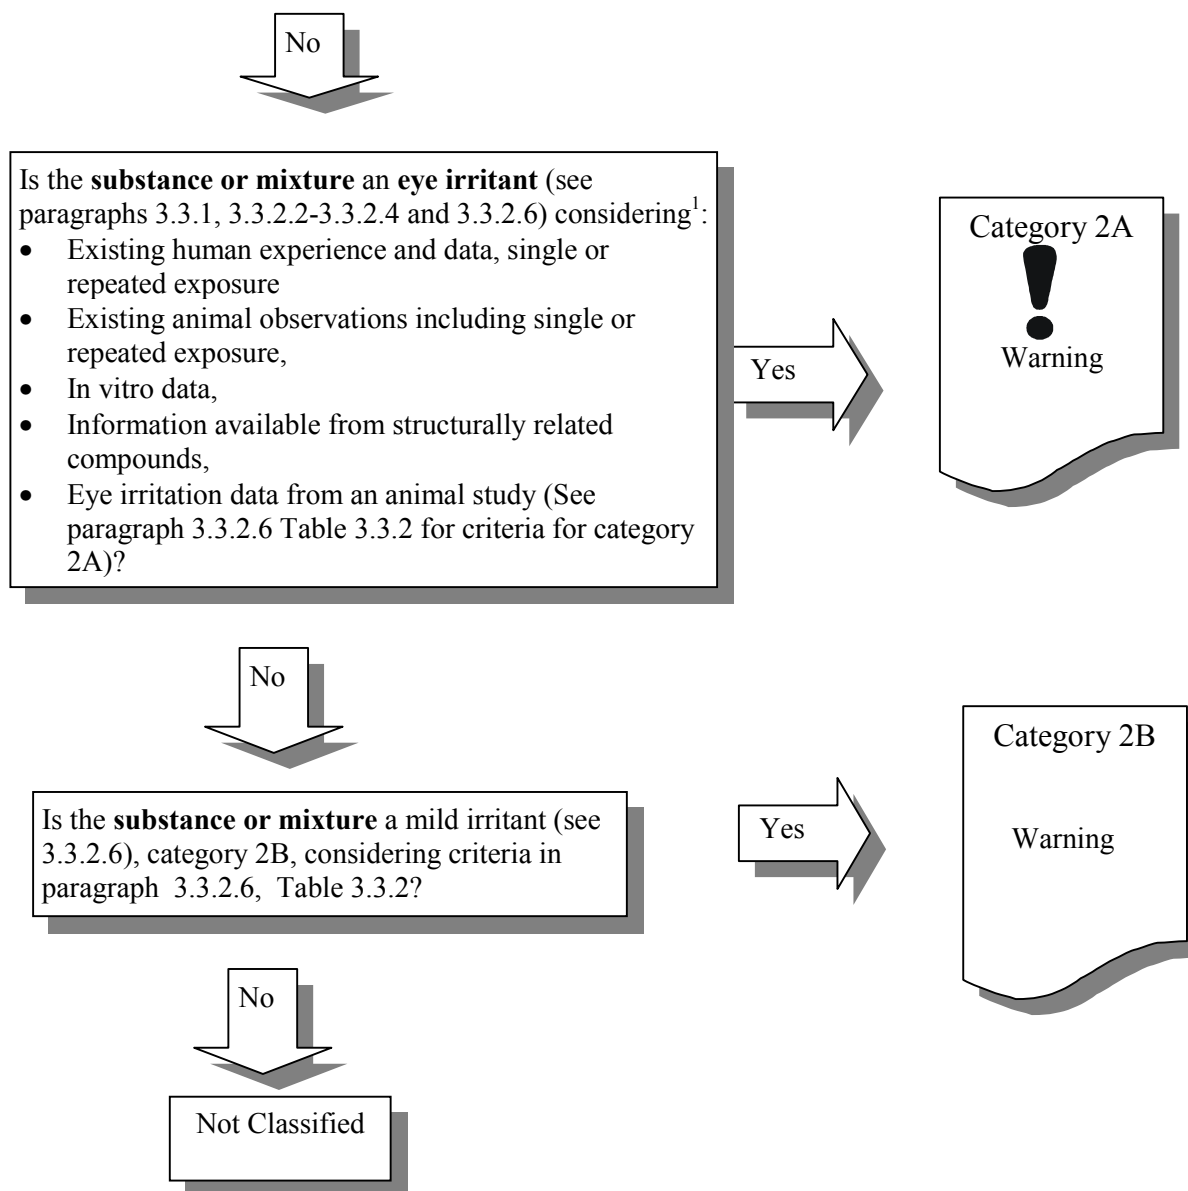 No
Is the substance or mixture an eye irritant (see
paragraphs 3.3.1, 3.3.2.2-3.3.2.4 and 3.3.2.6) considering¹:
• Existing human experience and data, single or
repeated exposure
• Existing animal observations including single or
repeated exposure,
• In vitro data,
• Information available from structurally related
compounds,
• Eye irritation data from an animal study (See
paragraph 3.3.2.6 Table 3.3.2 for criteria for category
2A)?
Yes
Category 2A
!
Warning
No
Is the substance or mixture a mild irritant (see
3.3.2.6), category 2B, considering criteria in
paragraph 3.3.2.6, Table 3.3.2?
Yes
Category 2B
Warning
No
Not Classified